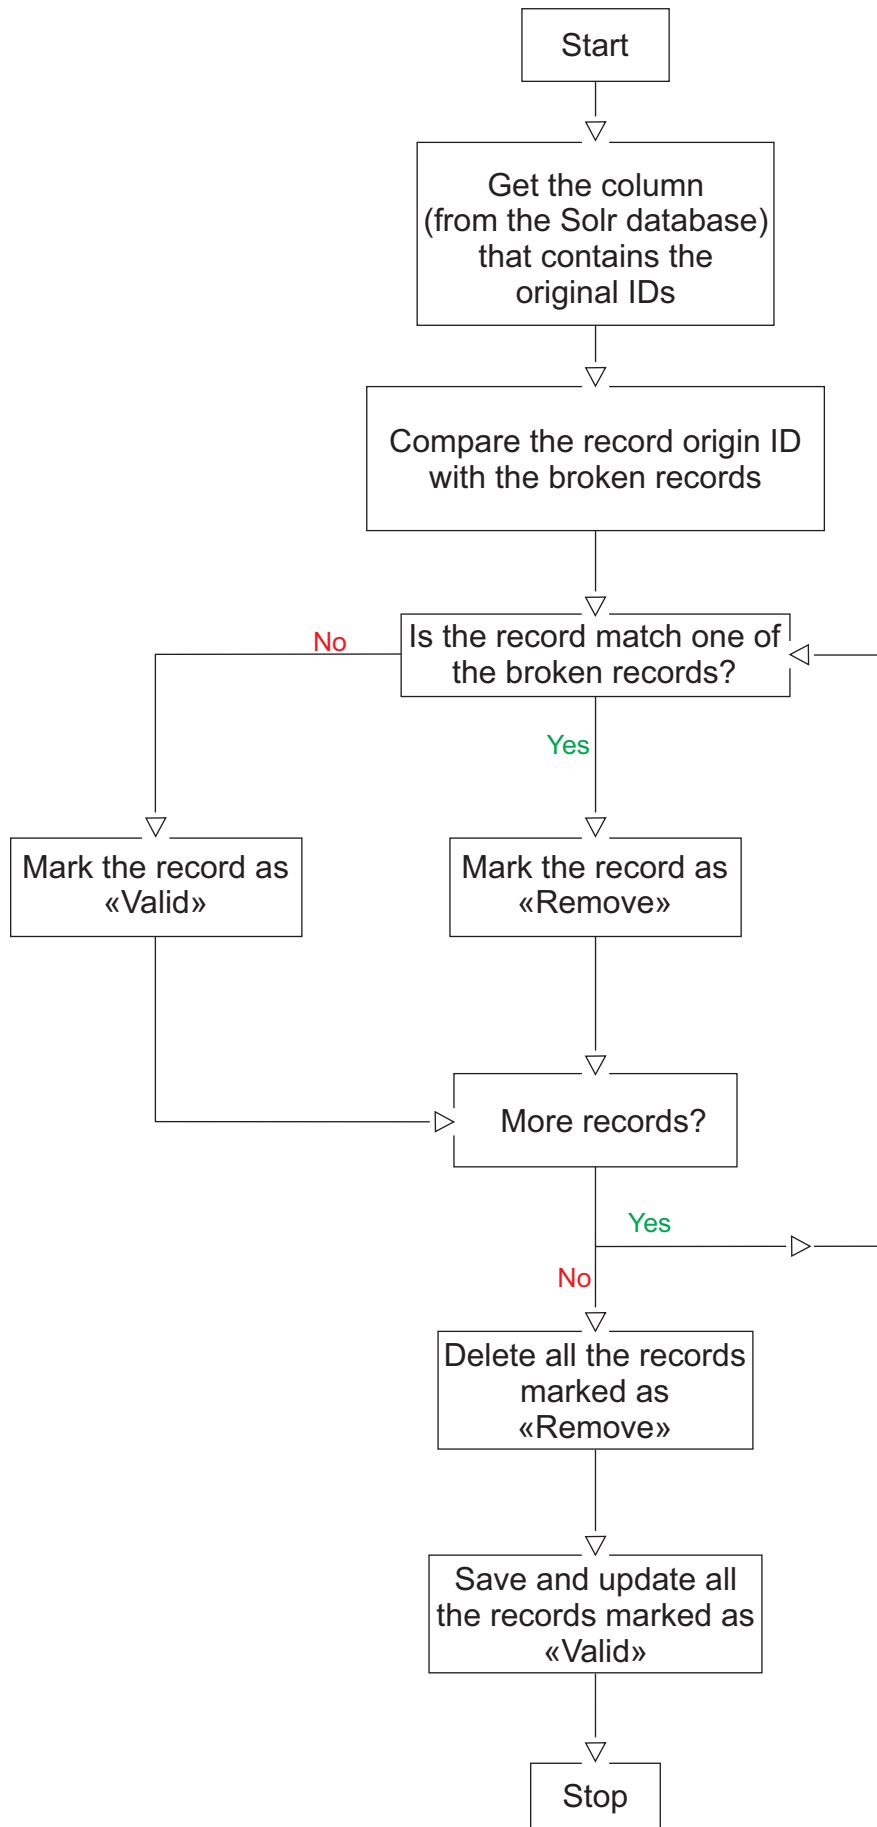 Start
Get the column
(from the Solr database)
that contains the
original IDs
Compare the record origin ID
with the broken records
Is the record match one of
the broken records?
No
Yes
Mark the record as
«Valid»
Mark the record as
«Remove»
More records?
Yes
No
Delete all the records
marked as
«Remove»
Save and update all
the records marked as
«Valid»
Stop